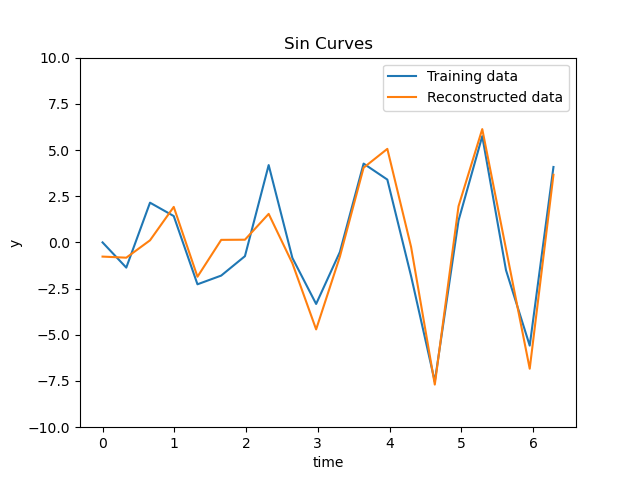 Sin Curves
Training data
Reconstructed data
y
10.0
7.5
5.0
2.5
0.0
−2.5
−5.0
−7.5
−10.0
0 1 2 3 4 5 6
time